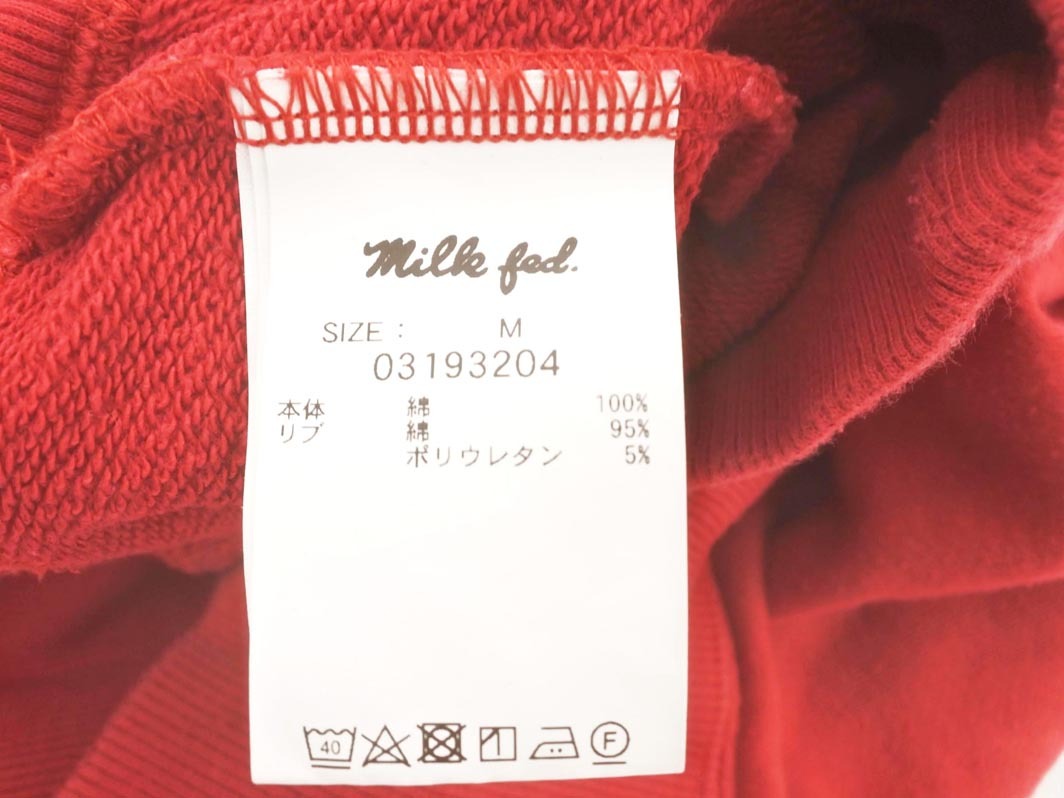 Milk fed.
SIZE : M
03193204
本体 綿 100%
リブ 綿 95%
ポリウレタン 5%
40 F